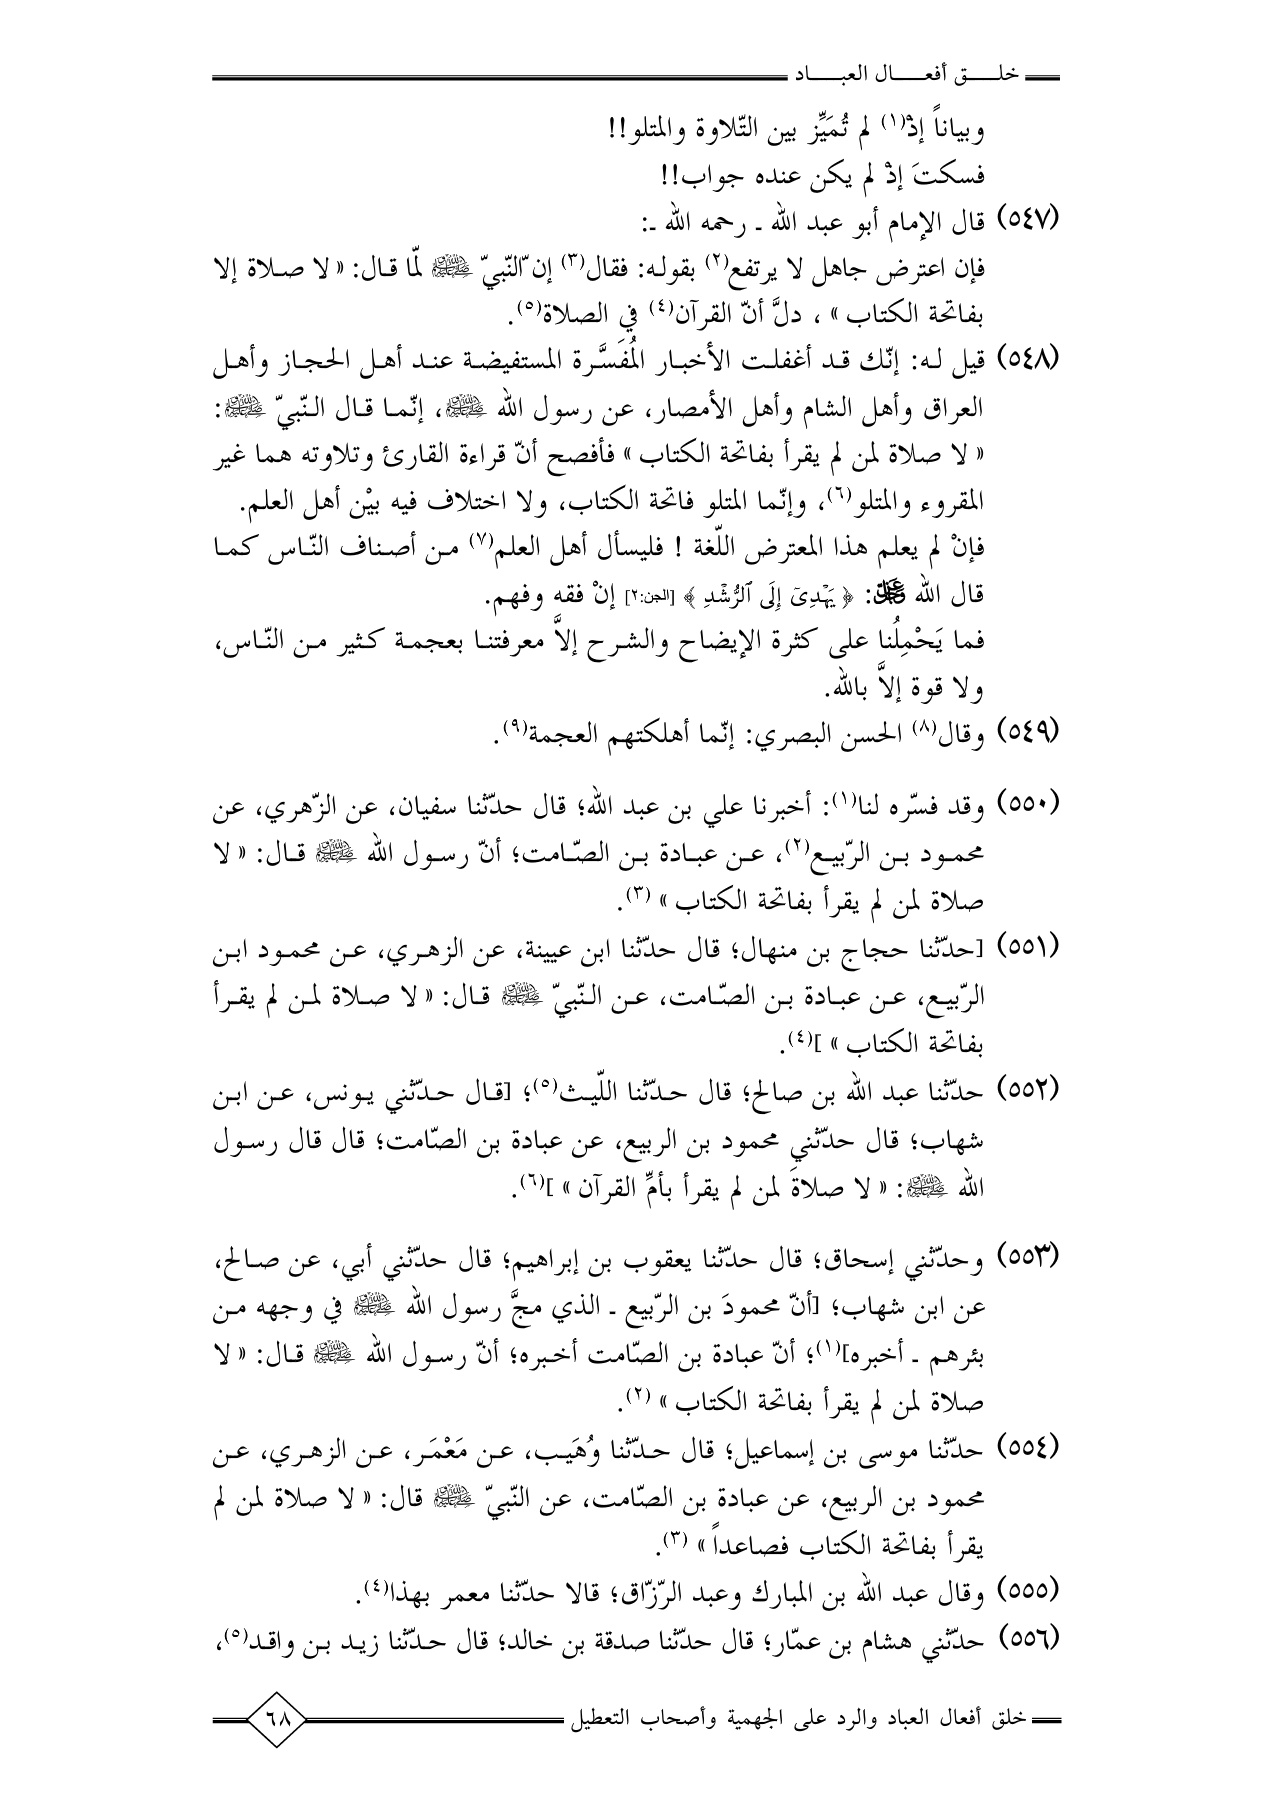 خلـــق أفعـــال العبـــاد
وبياناً إذْ(١) لم تُمَيِّز بين التّلاوة والمتلو!!
فسكتَ إذْ لم يكن عنده جواب!!
(٥٤٧) قال الإمام أبو عبد الله ـ رحمه الله ـ:
فإن اعترض جاهل لا يرتفع(٢) بقوله: فقال(٣) إن ّالنّبيّ ﷺ لمّا قال: « لا صلاة إلا
بفاتحة الكتاب » ، دلَّ أنّ القرآن(٤) في الصلاة(٥).
(٥٤٨) قيل له: إنّك قد أغفلت الأخبار المُفَسَّرة المستفيضة عند أهل الحجاز وأهل
العراق وأهل الشام وأهل الأمصار، عن رسول الله ﷺ، إنّما قال النّبيّ ﷺ:
« لا صلاة لمن لم يقرأ بفاتحة الكتاب » فأفصح أنّ قراءة القارئ وتلاوته هما غير
المقروء والمتلو(٦)، وإنّما المتلو فاتحة الكتاب، ولا اختلاف فيه بيْن أهل العلم.
فإنْ لم يعلم هذا المعترض اللّغة ! فليسأل أهل العلم(٧) من أصناف النّاس كما
قال الله عز وجل: ﴿ يَهْدِىٓ إِلَى ٱلرُّشْدِ ﴾ [الجن:٢] إنْ فقه وفهم.
فما يَحْمِلُنا على كثرة الإيضاح والشرح إلاَّ معرفتنا بعجمة كثير من النّاس،
ولا قوة إلاَّ بالله.
(٥٤٩) وقال(٨) الحسن البصري: إنّما أهلكتهم العجمة(٩).
(٥٥٠) وقد فسّره لنا(١): أخبرنا علي بن عبد الله؛ قال حدّثنا سفيان، عن الزّهري، عن
محمود بن الرّبيع(٢)، عن عبادة بن الصّامت؛ أنّ رسول الله ﷺ قال: « لا
صلاة لمن لم يقرأ بفاتحة الكتاب » (٣).
(٥٥١) [حدّثنا حجاج بن منهال؛ قال حدّثنا ابن عيينة، عن الزهري، عن محمود ابن
الرّبيع، عن عبادة بن الصّامت، عن النّبيّ ﷺ قال: « لا صلاة لمن لم يقرأ
بفاتحة الكتاب » ](٤).
(٥٥٢) حدّثنا عبد الله بن صالح؛ قال حدّثنا اللّيث(٥)؛ [قال حدّثني يونس، عن ابن
شهاب؛ قال حدّثني محمود بن الربيع، عن عبادة بن الصّامت؛ قال قال رسول
الله ﷺ: « لا صلاةَ لمن لم يقرأ بأمِّ القرآن » ](٦).
(٥٥٣) وحدّثني إسحاق؛ قال حدّثنا يعقوب بن إبراهيم؛ قال حدّثني أبي، عن صالح،
عن ابن شهاب؛ [أنّ محمودَ بن الرّبيع ـ الذي مجَّ رسول الله ﷺ في وجهه من
بئرهم ـ أخبره](١)؛ أنّ عبادة بن الصّامت أخبره؛ أنّ رسول الله ﷺ قال: « لا
صلاة لمن لم يقرأ بفاتحة الكتاب » (٢).
(٥٥٤) حدّثنا موسى بن إسماعيل؛ قال حدّثنا وُهَيب، عن مَعْمَر، عن الزهري، عن
محمود بن الربيع، عن عبادة بن الصّامت، عن النّبيّ ﷺ قال: « لا صلاة لمن لم
يقرأ بفاتحة الكتاب فصاعداً » (٣).
(٥٥٥) وقال عبد الله بن المبارك وعبد الرّزّاق؛ قالا حدّثنا معمر بهذا(٤).
(٥٥٦) حدّثني هشام بن عمّار؛ قال حدّثنا صدقة بن خالد؛ قال حدّثنا زيد بن واقد(٥)،
خلق أفعال العباد والرد على الجهمية وأصحاب التعطيل
٦٨